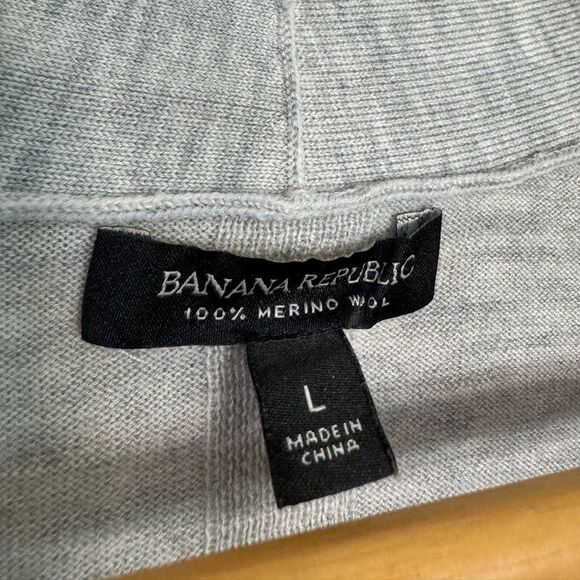 BANANA REPUBLIC
100% MERINO WOOL
L
MADE IN
CHINA